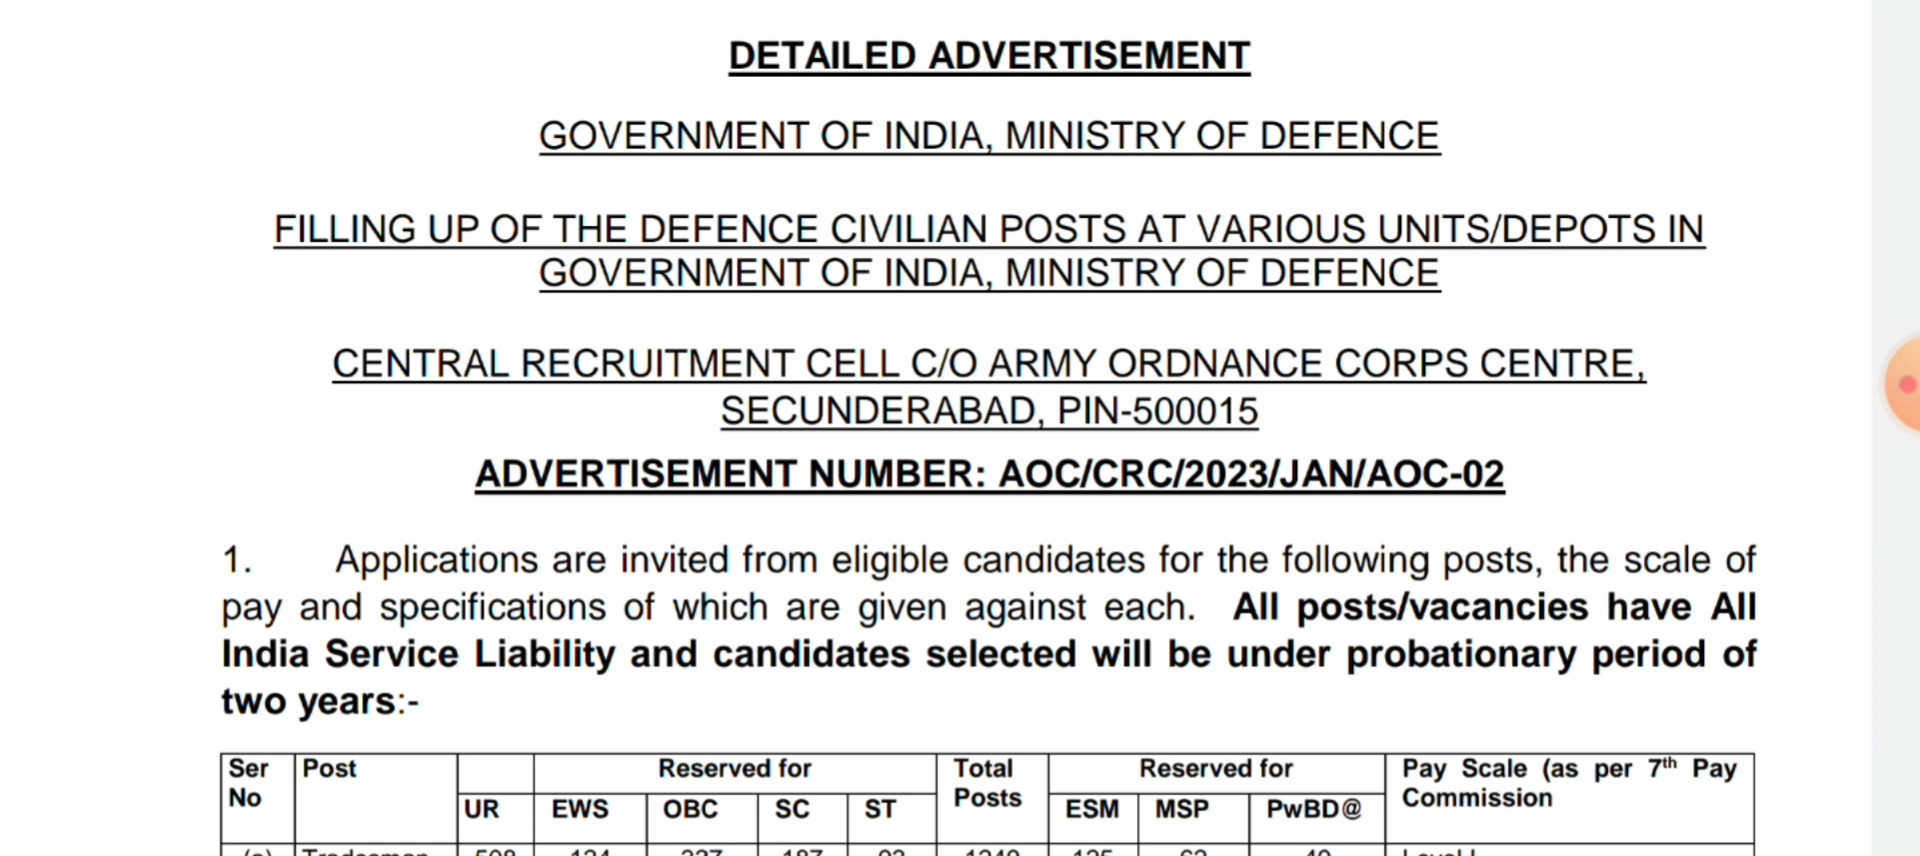 DETAILED ADVERTISEMENT
GOVERNMENT OF INDIA, MINISTRY OF DEFENCE
FILLING UP OF THE DEFENCE CIVILIAN POSTS AT VARIOUS UNITS/DEPOTS IN
GOVERNMENT OF INDIA, MINISTRY OF DEFENCE
CENTRAL RECRUITMENT CELL C/O ARMY ORDNANCE CORPS CENTRE,
SECUNDERABAD, PIN-500015
ADVERTISEMENT NUMBER: AOC/CRC/2023/JAN/AOC-02
1. Applications are invited from eligible candidates for the following posts, the scale of
pay and specifications of which are given against each. All posts/vacancies have All
India Service Liability and candidates selected will be under probationary period of
two years:-
Ser Post Reserved for Total Reserved for Pay Scale (as per 7th Pay
No Posts Commission
UR EWS OBC SC ST ESM MSP PwBD@